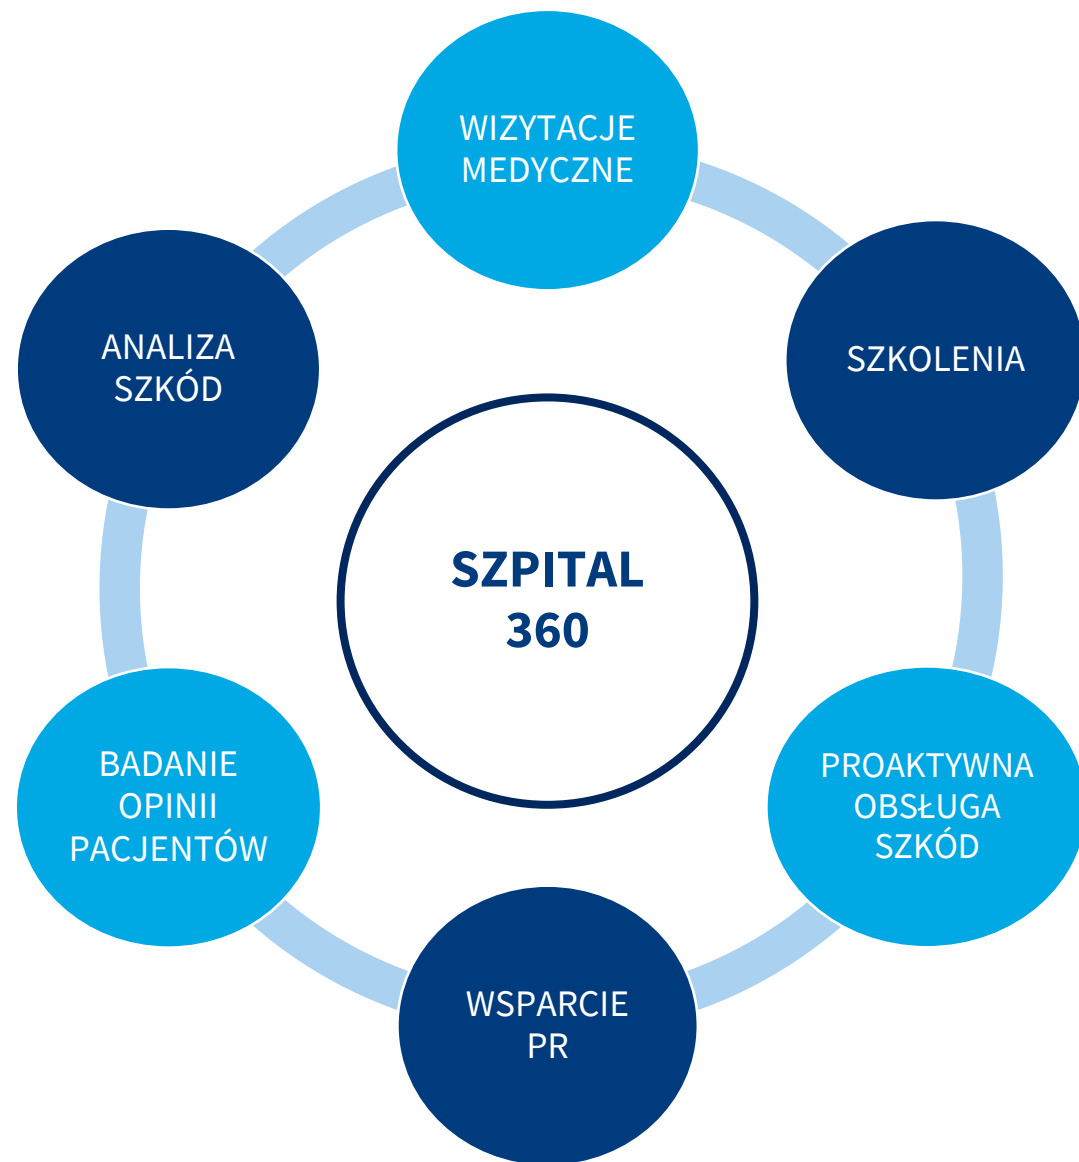 WIZYTACJE
MEDYCZNE
SZKOLENIA
PROAKTYWNA
OBSŁUGA
SZKÓD
WSPARCIE
PR
BADANIE
OPINII
PACJENTÓW
ANALIZA
SZKÓD
SZPITAL
360